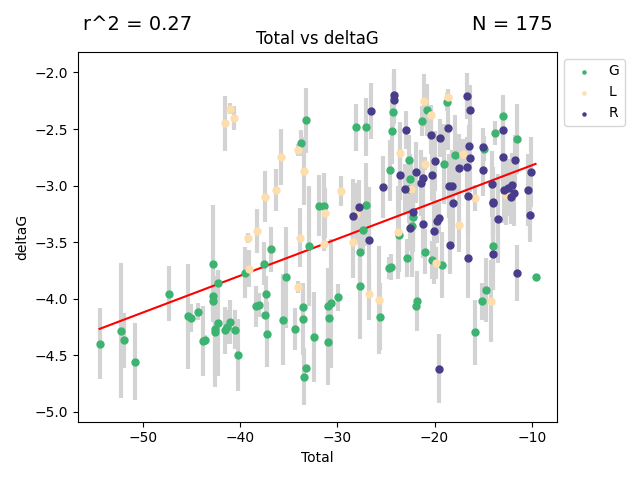 r^2 = 0.27
N = 175
Total vs deltaG
G
L
R
deltaG
−2.0
−2.5
−3.0
−3.5
−4.0
−4.5
−5.0
−50
−40
−30
−20
−10
Total